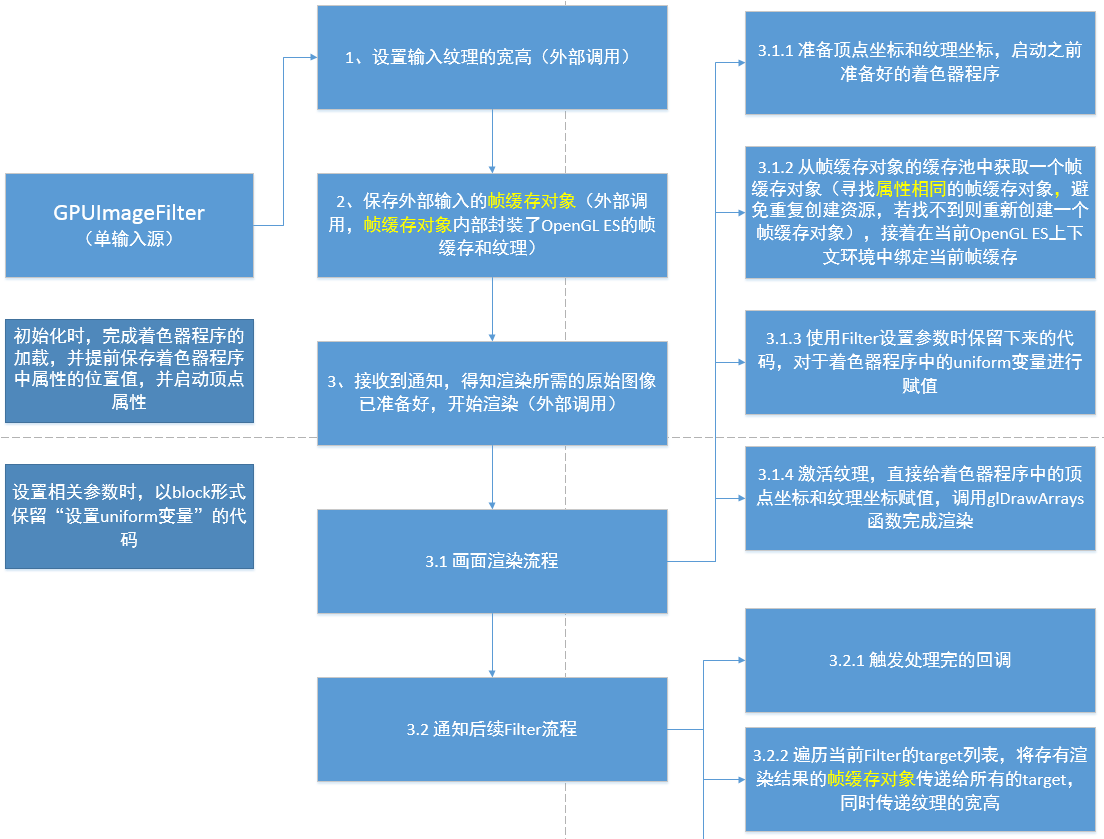 GPUImageFilter
（单输入源）
初始化时，完成着色器程序的
加载，并提前保存着色器程序
中属性的位置值，并启动顶点
属性
设置相关参数时，以block形式
保留“设置uniform变量”的代
码
1、设置输入纹理的宽高（外部调用）
2、保存外部输入的帧缓存对象（外部调
用，帧缓存对象内部封装了OpenGL ES的帧
缓存和纹理）
3、接收到通知，得知渲染所需的原始图像
已准备好，开始渲染（外部调用）
3.1 画面渲染流程
3.2 通知后续Filter流程
3.1.1 准备顶点坐标和纹理坐标，启动之前
准备好的着色器程序
3.1.2 从帧缓存对象的缓存池中获取一个帧
缓存对象（寻找属性相同的帧缓存对象，避
免重复创建资源，若找不到则重新创建一个
帧缓存对象），接着在当前OpenGL ES上下
文环境中绑定当前帧缓存
3.1.3 使用Filter设置参数时保留下来的代
码，对于着色器程序中的uniform变量进行
赋值
3.1.4 激活纹理，直接给着色器程序中的顶
点坐标和纹理坐标赋值，调用glDrawArrays
函数完成渲染
3.2.1 触发处理完的回调
3.2.2 遍历当前Filter的target列表，将存有渲
染结果的帧缓存对象传递给所有的target，
同时传递纹理的宽高